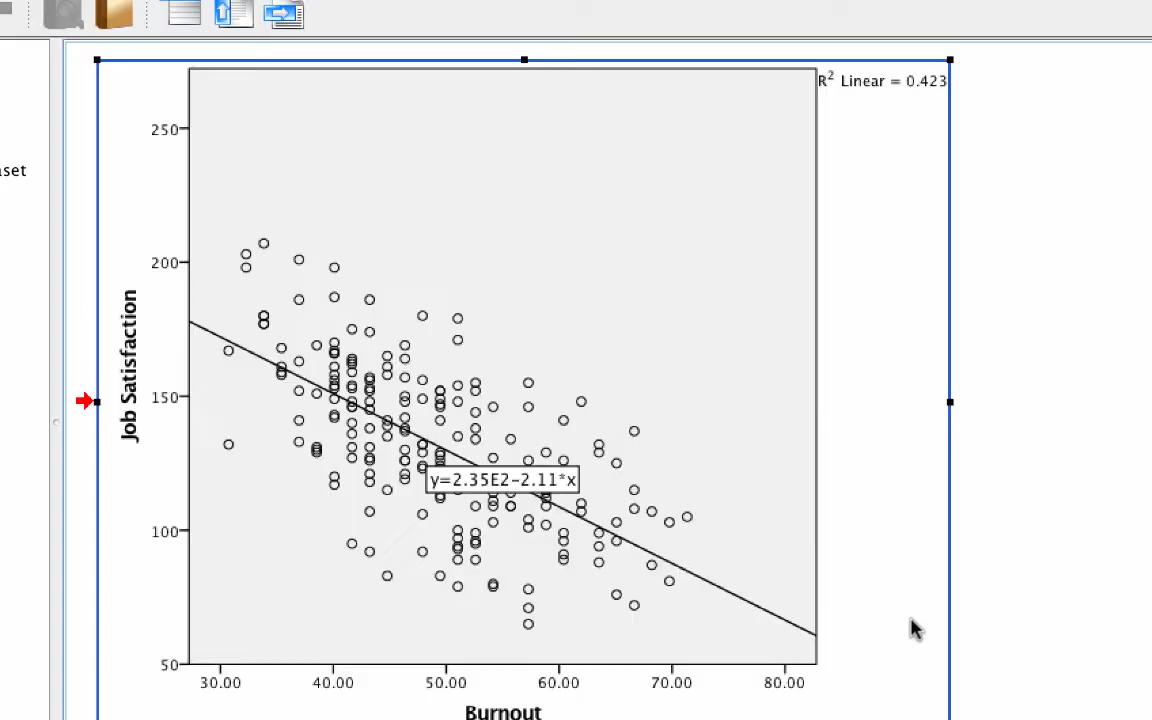 R² Linear = 0.423
250
aset
200
Job Satisfaction
150
y=2.35E2-2.11*x
100
50
30.00 40.00 50.00 60.00 70.00 80.00
Burnout